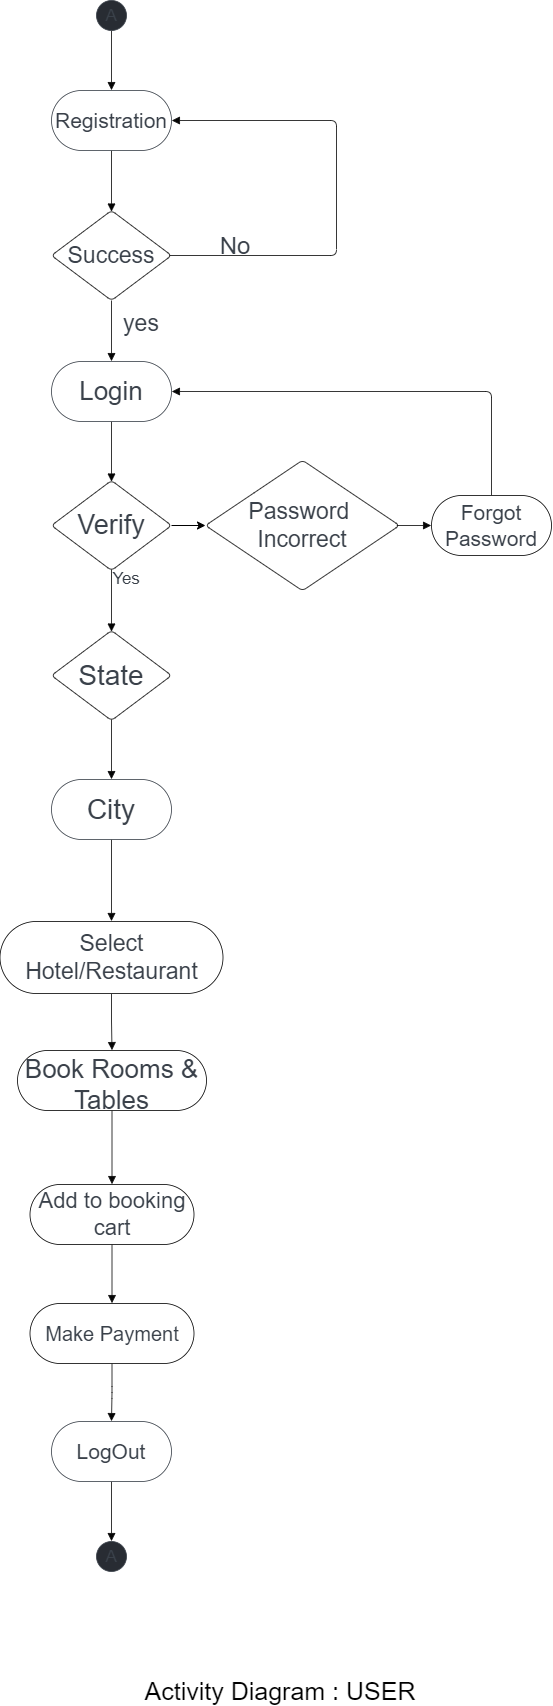 A
Registration
Success
No
yes
Login
Verify
Password
Incorrect
Forgot
Password
Yes
State
City
Select
Hotel/Restaurant
Book Rooms &
Tables
Add to booking
cart
Make Payment
LogOut
A
Activity Diagram : USER